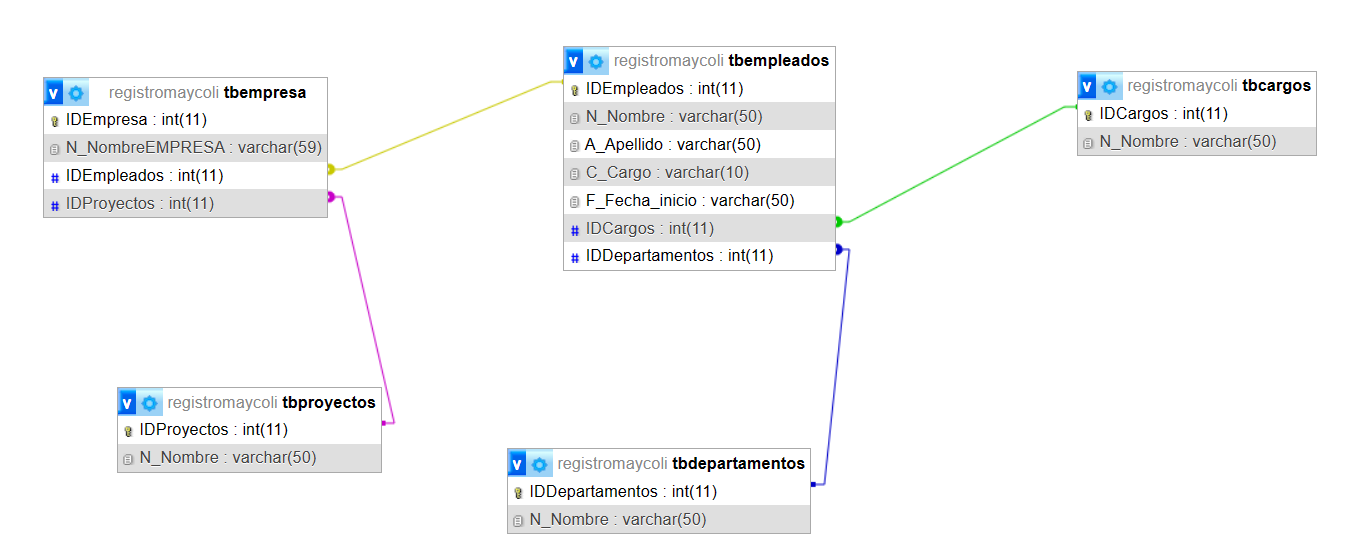 registromaycoli tbempresa
IDEmpresa : int(11)
N_NombreEMPRESA : varchar(59)
# IDEmpleados : int(11)
# IDProyectos : int(11)
v registromaycoli tbempleados
IDEmpleados : int(11)
N_Nombre : varchar(50)
A_Apellido : varchar(50)
C_Cargo : varchar(10)
F_Fecha_inicio : varchar(50)
# IDCargos : int(11)
# IDDepartamentos : int(11)
v registromaycoli tbcargos
IDCargos : int(11)
N_Nombre : varchar(50)
v registromaycoli tbproyectos
IDProyectos : int(11)
N_Nombre : varchar(50)
v registromaycoli tbdepartamentos
IDDepartamentos : int(11)
N_Nombre : varchar(50)